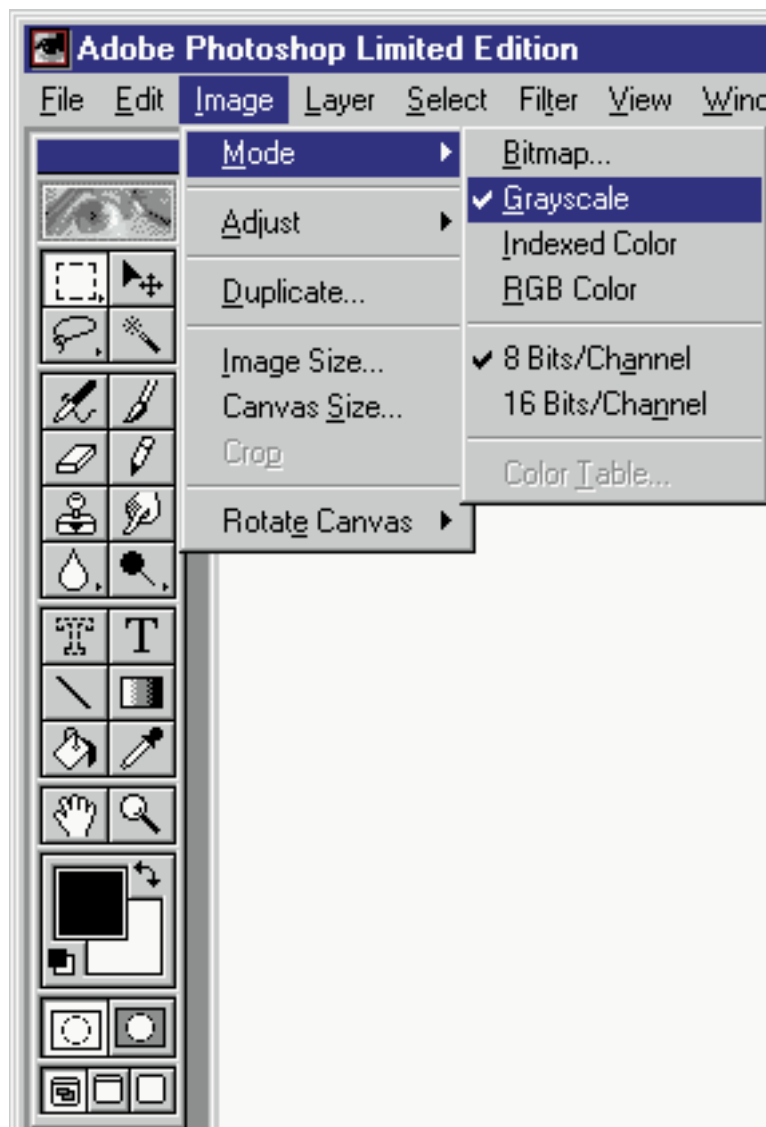 Adobe Photoshop Limited Edition
File Edit Image Layer Select Filter View Wind
Mode
Adjust
Duplicate...
Image Size...
Canvas Size...
Crop
Rotate Canvas
Bitmap...
Grayscale
Indexed Color
RGB Color
8 Bits/Channel
16 Bits/Channel
Color Table...
T
T